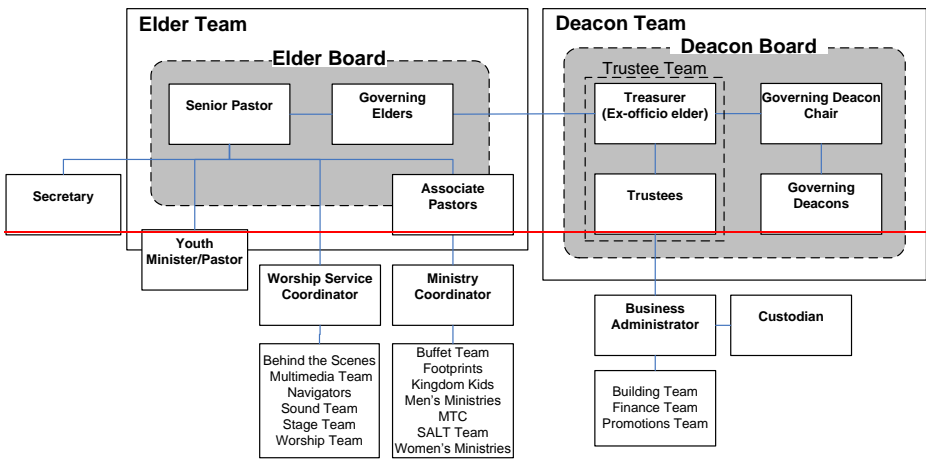 Elder Team
Deacon Team
Elder Board
Deacon Board
Trustee Team
Senior Pastor
Governing
Elders
Treasurer
(Ex-officio elder)
Governing Deacon
Chair
Secretary
Associate
Pastors
Trustees
Governing
Deacons
Youth
Minister/Pastor
Worship Service
Coordinator
Ministry
Coordinator
Business
Administrator
Custodian
Behind the Scenes
Multimedia Team
Navigators
Sound Team
Stage Team
Worship Team
Buffet Team
Footprints
Kingdom Kids
Men's Ministries
MTC
SALT Team
Women's Ministries
Building Team
Finance Team
Promotions Team